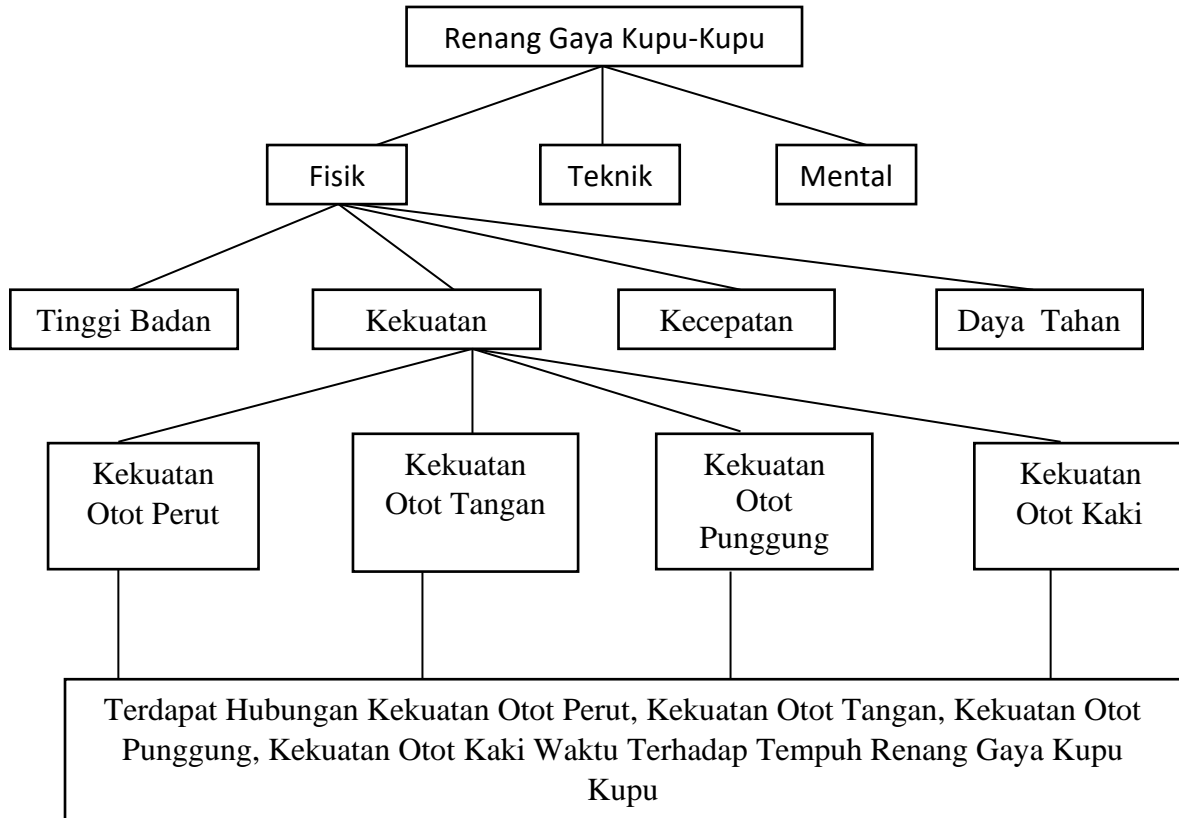 Renang Gaya Kupu-Kupu
Fisik
Teknik
Mental
Tinggi Badan
Kekuatan
Kecepatan
Daya Tahan
Kekuatan
Otot Perut
Kekuatan
Otot Tangan
Kekuatan
Otot
Punggung
Kekuatan
Otot Kaki
Terdapat Hubungan Kekuatan Otot Perut, Kekuatan Otot Tangan, Kekuatan Otot
Punggung, Kekuatan Otot Kaki Waktu Terhadap Tempuh Renang Gaya Kupu
Kupu